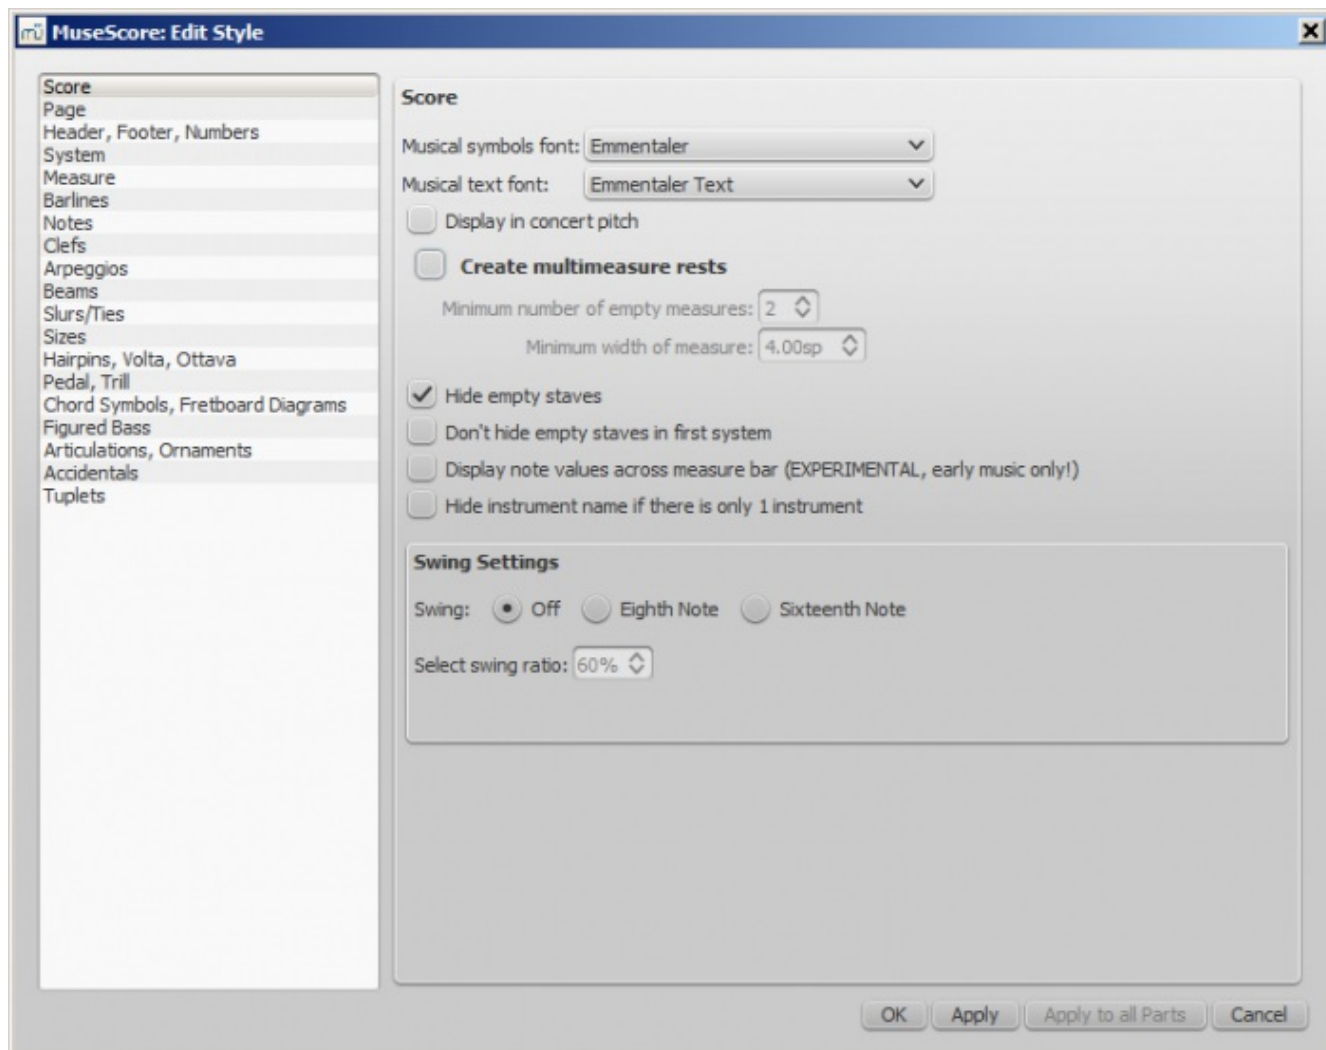 MuseScore: Edit Style
Score
Page
Header, Footer, Numbers
System
Measure
Barlines
Notes
Clefs
Arpeggios
Beams
Slurs/Ties
Sizes
Hairpins, Volta, Ottava
Pedal, Trill
Chord Symbols, Fretboard Diagrams
Figured Bass
Articulations, Ornaments
Accidentals
Tuplets
Score
Musical symbols font: Emmentaler
Musical text font: Emmentaler Text
Display in concert pitch
Create multimeasure rests
Minimum number of empty measures: 2
Minimum width of measure: 4.00sp
Hide empty staves
Don't hide empty staves in first system
Display note values across measure bar (EXPERIMENTAL, early music only!)
Hide instrument name if there is only 1 instrument
Swing Settings
Swing: Off Eighth Note Sixteenth Note
Select swing ratio: 60%
OK Apply Apply to all Parts Cancel